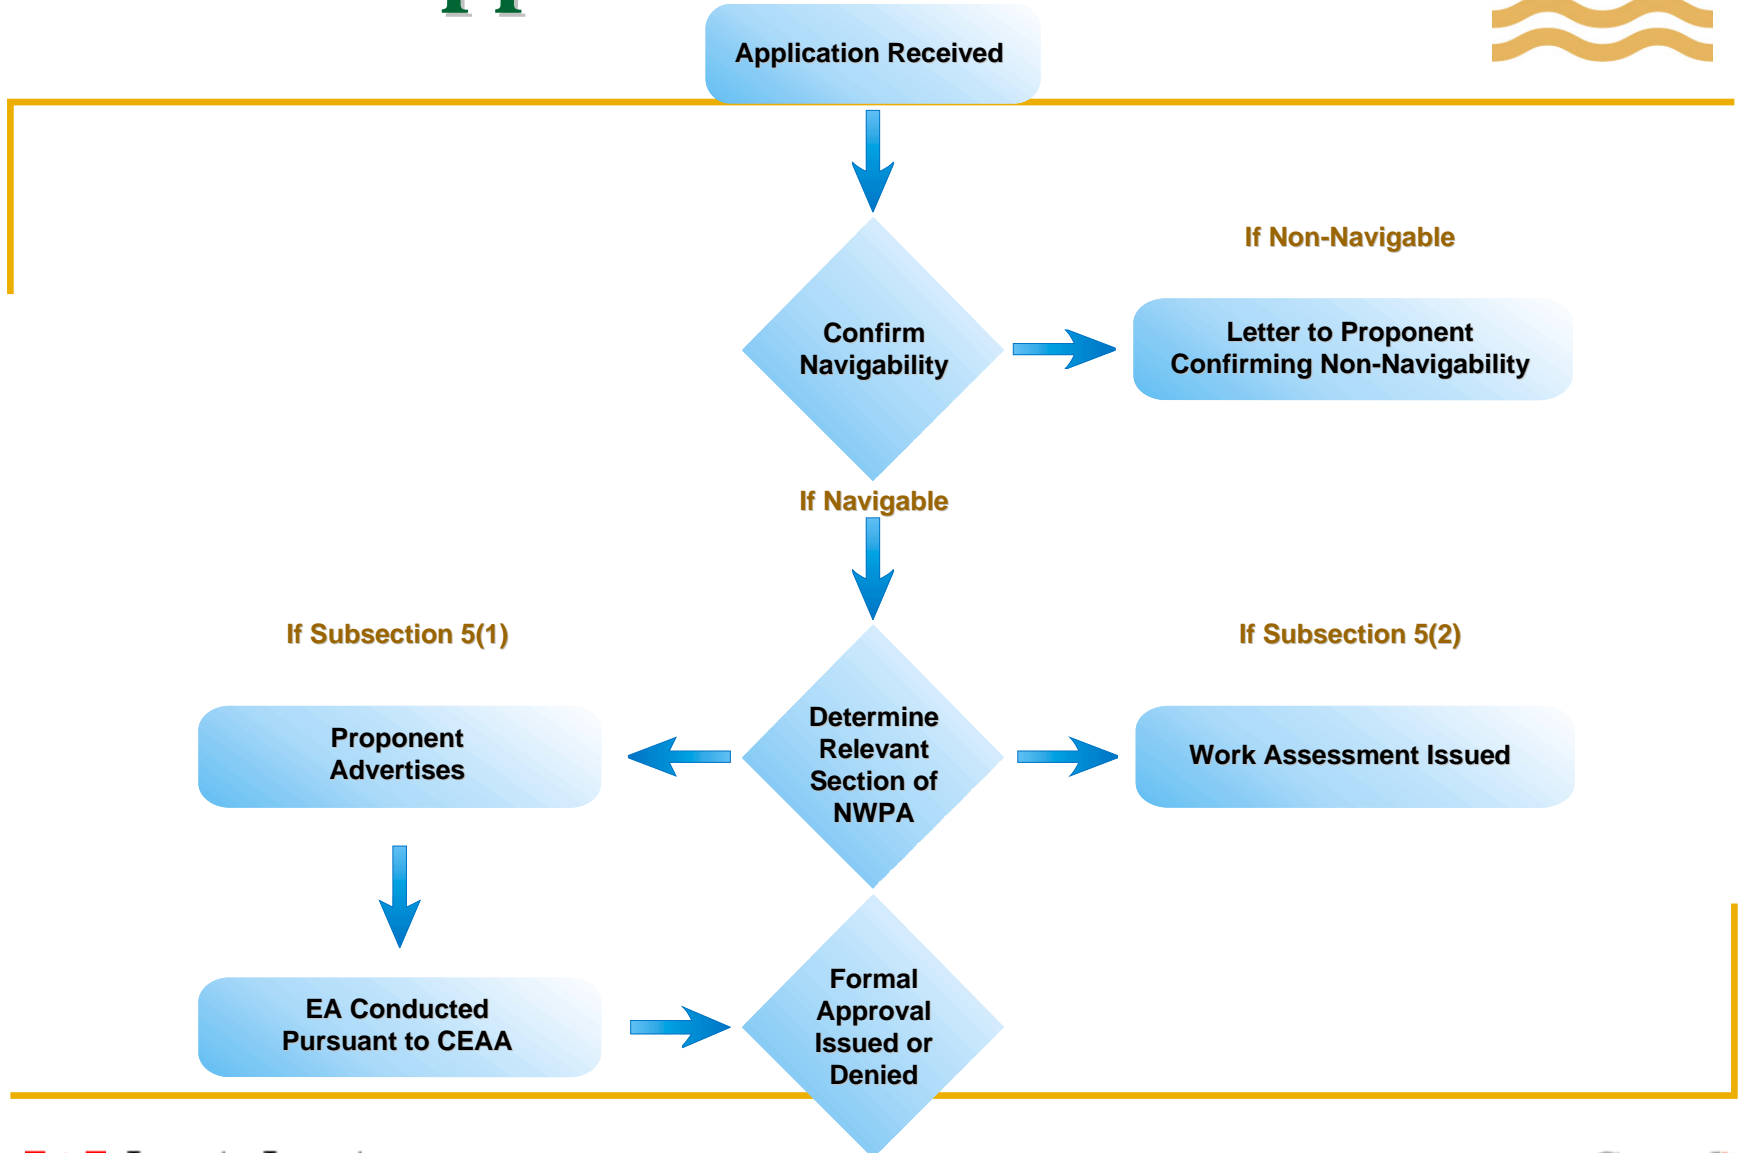 Application Received
If Non-Navigable
Confirm
Navigability
Letter to Proponent
Confirming Non-Navigability
If Navigable
If Subsection 5(1)
If Subsection 5(2)
Proponent
Advertises
Determine
Relevant
Section of
NWPA
Work Assessment Issued
EA Conducted
Pursuant to CEAA
Formal
Approval
Issued or
Denied